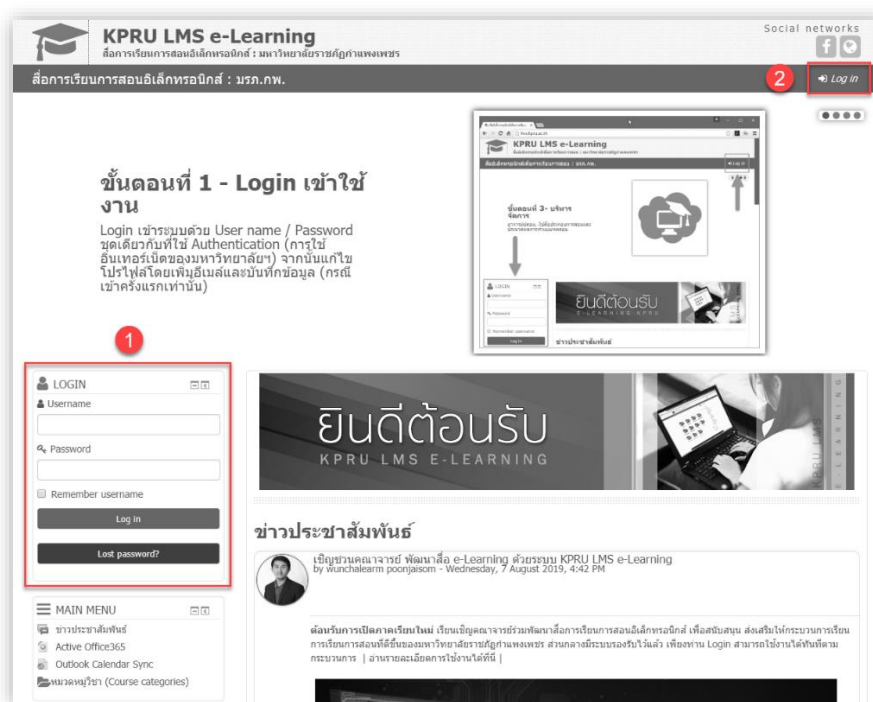 KPRU LMS e-Learning
สื่อการเรียนการสอนอิเล็กทรอนิกส์ : มหาวิทยาลัยราชภัฏกำแพงเพชร
Social networks
สื่อการเรียนการสอนอิเล็กทรอนิกส์ : มรภ.กพ.
2
Log in
ขั้นตอนที่ 1 - Login เข้าใช้
งาน
Login เข้าระบบด้วย User name / Password
ชุดเดียวกับที่ใช้ Authentication (การใช้
อินเทอร์เน็ตของมหาวิทยาลัยฯ) จากนั้นแก้ไข
โปรไฟล์โดยเพิ่มอีเมล์และบันทึกข้อมูล (กรณี
เข้าครั้งแรกเท่านั้น)
KPRU LMS e-Learning
Log in
ขั้นตอนที่ 3- บริหาร
จัดการ
LOGIN
Username
Password
Remember username
Log in
ยินดีต้อนรับ
E-LEARNING KPRU
ข่าวประชาสัมพันธ์
1
LOGIN
Username
Password
Remember username
Log in
Lost password?
ยินดีต้อนรับ
KPRU LMS E-LEARNING
KPRU LMS E-LEARNING
ข่าวประชาสัมพันธ์
เชิญชวนคณาจารย์ พัฒนาสื่อ e-Learning ด้วยระบบ KPRU LMS e-Learning
by wunchalearm poonjaisom - Wednesday, 7 August 2019, 4:42 PM
MAIN MENU
ข่าวประชาสัมพันธ์
Active Office365
Outlook Calendar Sync
หมวดหมู่วิชา (Course categories)
ต้อนรับการเปิดภาคเรียนใหม่ เรียนเชิญคณาจารย์ร่วมพัฒนาสื่อการเรียนการสอนอิเล็กทรอนิกส์ เพื่อสนับสนุน ส่งเสริมให้กระบวนการเรียน
การเรียนการสอนที่ดีขึ้นของมหาวิทยาลัยราชภัฏกำแพงเพชร ส่วนกลางมีระบบรองรับไว้แล้ว เพียงท่าน Login สามารถใช้งานได้ทันทีตาม
กระบวนการ | อ่านรายละเอียดการใช้งานได้ที่นี่ |